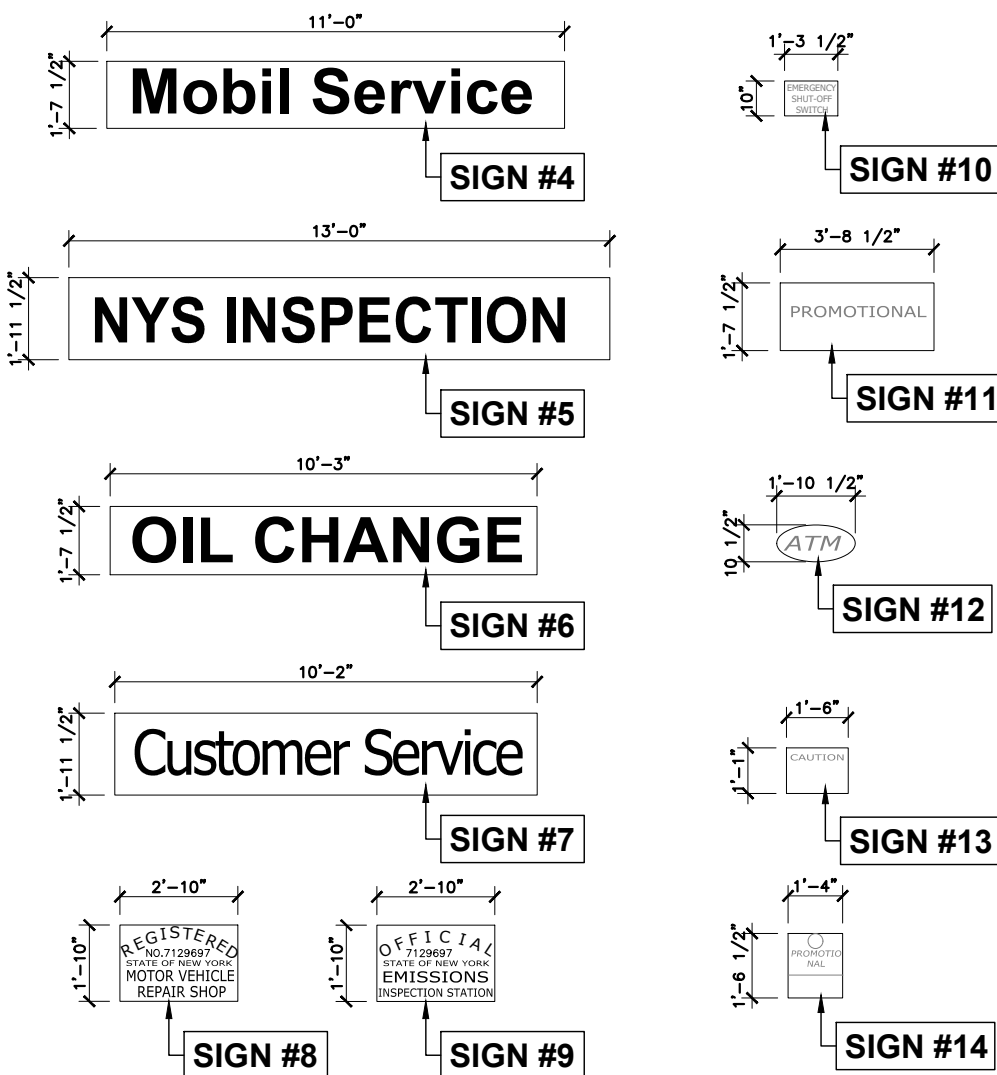 11'-0"
1'-7 1/2"
Mobil Service
SIGN #4
1'-3 1/2"
10"
EMERGENCY
SHUT-OFF
SWITCH
SIGN #10
13'-0"
1'-11 1/2"
NYS INSPECTION
SIGN #5
3'-8 1/2"
1'-7 1/2"
PROMOTIONAL
SIGN #11
10'-3"
1'-7 1/2"
OIL CHANGE
SIGN #6
1'-10 1/2"
10 1/2"
ATM
SIGN #12
10'-2"
1'-11 1/2"
Customer Service
SIGN #7
1'-6"
1'-1"
CAUTION
SIGN #13
2'-10"
1'-10"
REGISTERED
NO.7129697
STATE OF NEW YORK
MOTOR VEHICLE
REPAIR SHOP
SIGN #8
2'-10"
1'-10"
OFFICIAL
7129697
STATE OF NEW YORK
EMISSIONS
INSPECTION STATION
SIGN #9
1'-4"
1'-6 1/2"
PROMOTIO
NAL
SIGN #14